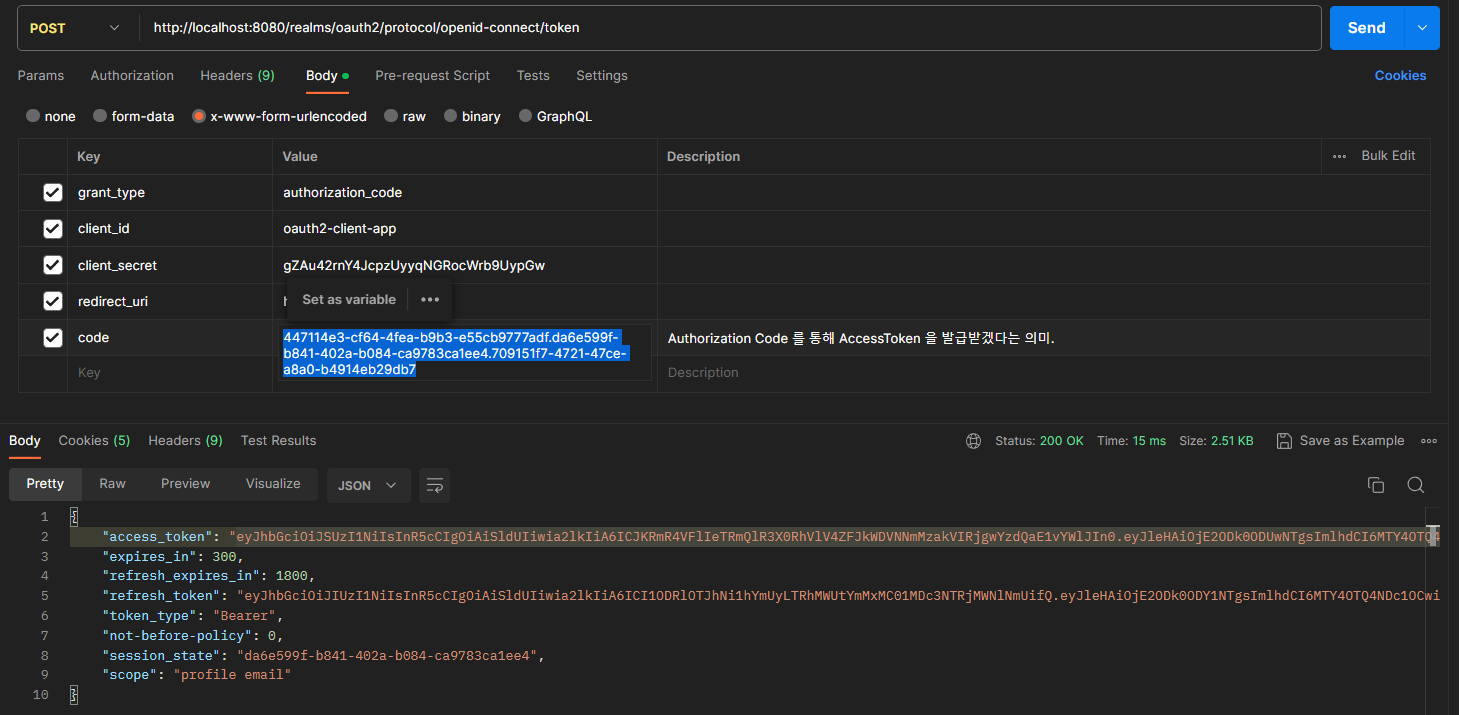 POST http://localhost:8080/realms/oauth2/protocol/openid-connect/token Send
Params Authorization Headers (9) Body Pre-request Script Tests Settings Cookies
none form-data x-www-form-urlencoded raw binary GraphQL
Key Value Description ••• Bulk Edit
grant_type authorization_code
client_id oauth2-client-app
client_secret gZAu42rnY4JcpzUyyqNGRocWrb9UypGw
redirect_uri
Set as variable •••
code 447114e3-cf64-4fea-b9b3-e55cb9777adf.da6e599f-
b841-402a-b084-ca9783ca1ee4.709151f7-4721-47ce-
a8a0-b4914eb29db7
Authorization Code 를 통해 AccessToken 을 발급받겠다는 의미.
Key Description
Body Cookies (5) Headers (9) Test Results Status: 200 OK Time: 15 ms Size: 2.51 KB Save as Example •••
Pretty Raw Preview Visualize JSON
1 {
2 "access_token": "eyJhbGciOiJSUzI1NiIsInR5cCIgOiAiSldUIiwia2lkIiA6ICJKRmR4VFlIeTRmQlR3X0RhVlV4ZFJkWDVNNmMzakVIRjgwYzdQaE1vYWlJIn0.eyJleHAiOjE2ODk0ODUwNTgsImlhdCI6MTY4OTQ4
3 "expires_in": 300,
4 "refresh_expires_in": 1800,
5 "refresh_token": "eyJhbGciOiJIUzI1NiIsInR5cCIgOiAiSldUIiwia2lkIiA6ICI1ODRlOTJhNi1hYmUyLTRhMWUtYmMxMC01MDc3NTRjMWNlNmUifQ.eyJleHAiOjE2ODk0ODY1NTgsImlhdCI6MTY4OTQ4NDc1OCwi
6 "token_type": "Bearer",
7 "not-before-policy": 0,
8 "session_state": "da6e599f-b841-402a-b084-ca9783ca1ee4",
9 "scope": "profile email"
10 }